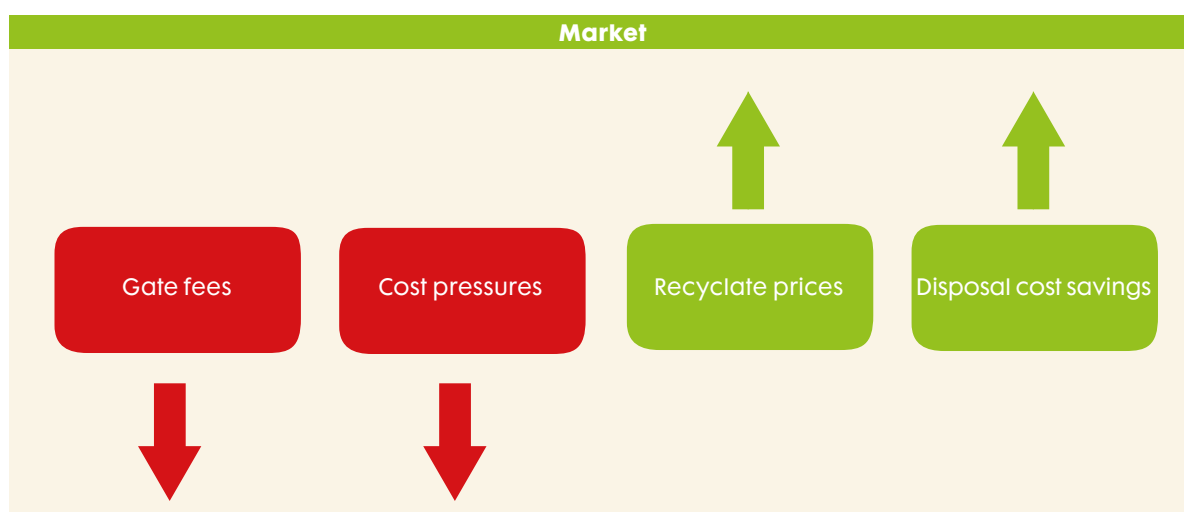 Market
Gate fees
Cost pressures
Recyclate prices
Disposal cost savings